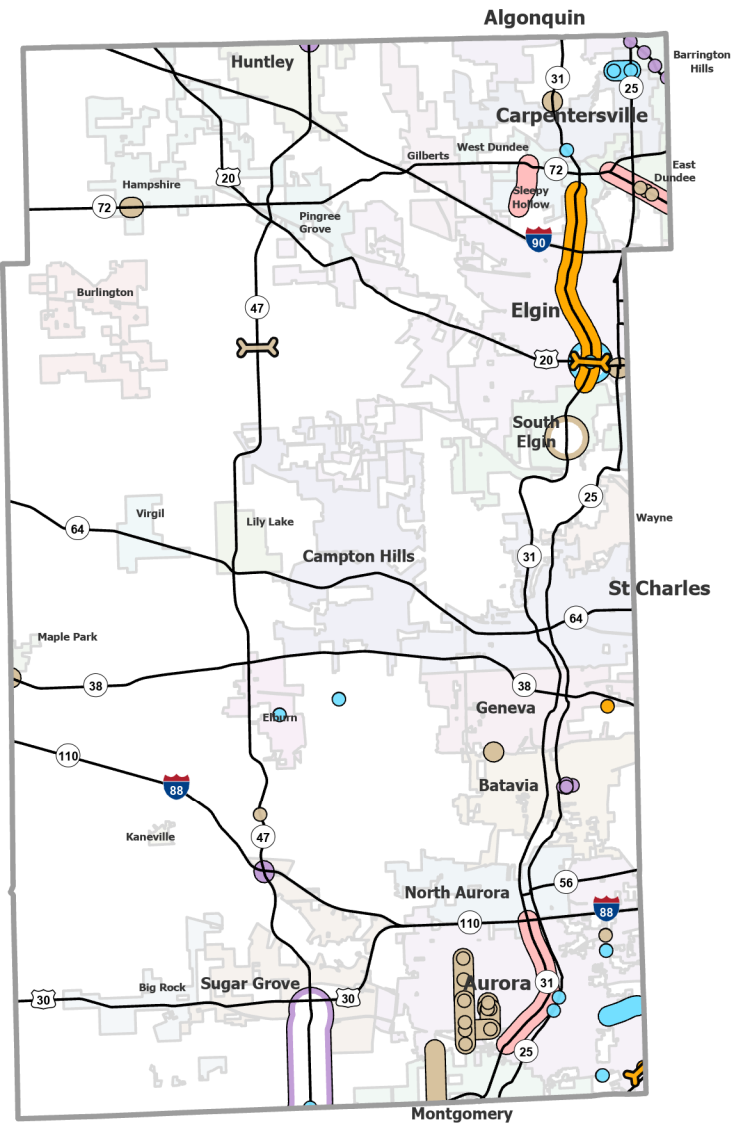 Algonquin
Huntley
Barrington
Hills
31
25
Carpentersville
West Dundee
Gilberts
72
East
Dundee
20
Hampshire
Sleepy
Hollow
72
Pingree
Grove
90
Burlington
47
Elgin
20
South
Elgin
25
Virgil
Lily Lake
Wayne
64
31
Campton Hills
St Charles
64
Maple Park
38
38
Geneva
Elburn
110
88
Batavia
47
Kaneville
56
North Aurora
88
110
Aurora
31
Big Rock
Sugar Grove
30
30
25
Montgomery